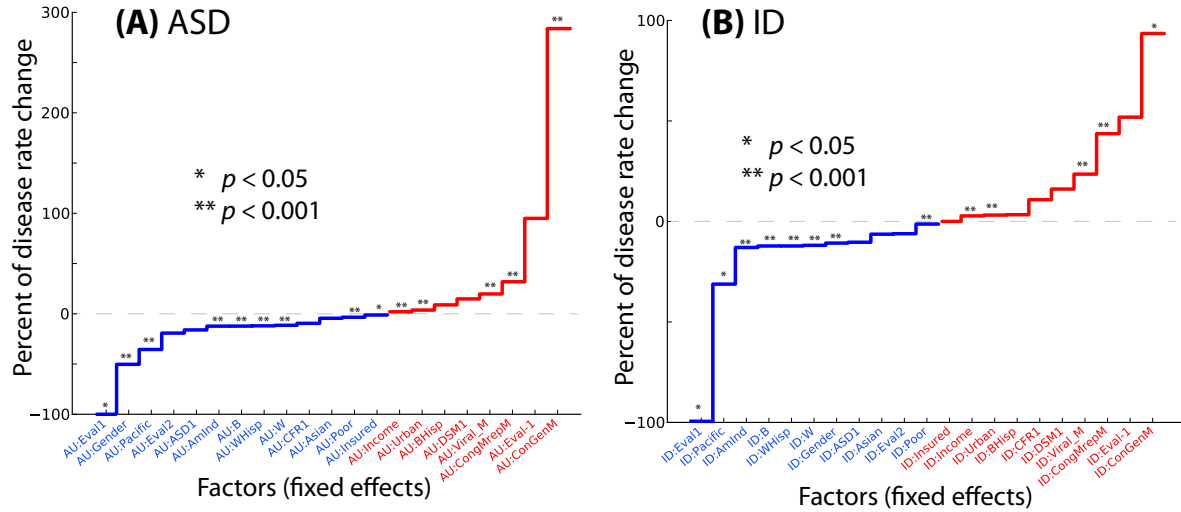 (A) ASD
Percent of disease rate change
300
200
100
0
−100
* p < 0.05
** p < 0.001
*
**
**
**
**
**
**
**
*
**
**
**
**
**
AU:Eval1
AU:Gender
AU:Pacific
AU:Eval2
AU:ASD1
AU:AmInd
AU:B
AU:WHisp
AU:W
AU:CFR1
AU:Asian
AU:Poor
AU:Insured
AU:Income
AU:Urban
AU:BHisp
AU:DSM1
AU:Viral_M
AU:CongMrepM
AU:Eval-1
AU:ConGenM
Factors (fixed effects)
(B) ID
Percent of disease rate change
100
50
0
−50
−100
* p < 0.05
** p < 0.001
*
*
**
**
**
**
**
**
**
**
**
**
*
ID:Eval1
ID:Pacific
ID:AmInd
ID:B
ID:WHisp
ID:W
ID:Gender
ID:ASD1
ID:Asian
ID:Eval2
ID:Poor
ID:Insured
ID:Income
ID:Urban
ID:BHisp
ID:CFR1
ID:DSM1
ID:Viral_M
ID:CongMrepM
ID:Eval-1
ID:ConGenM
Factors (fixed effects)